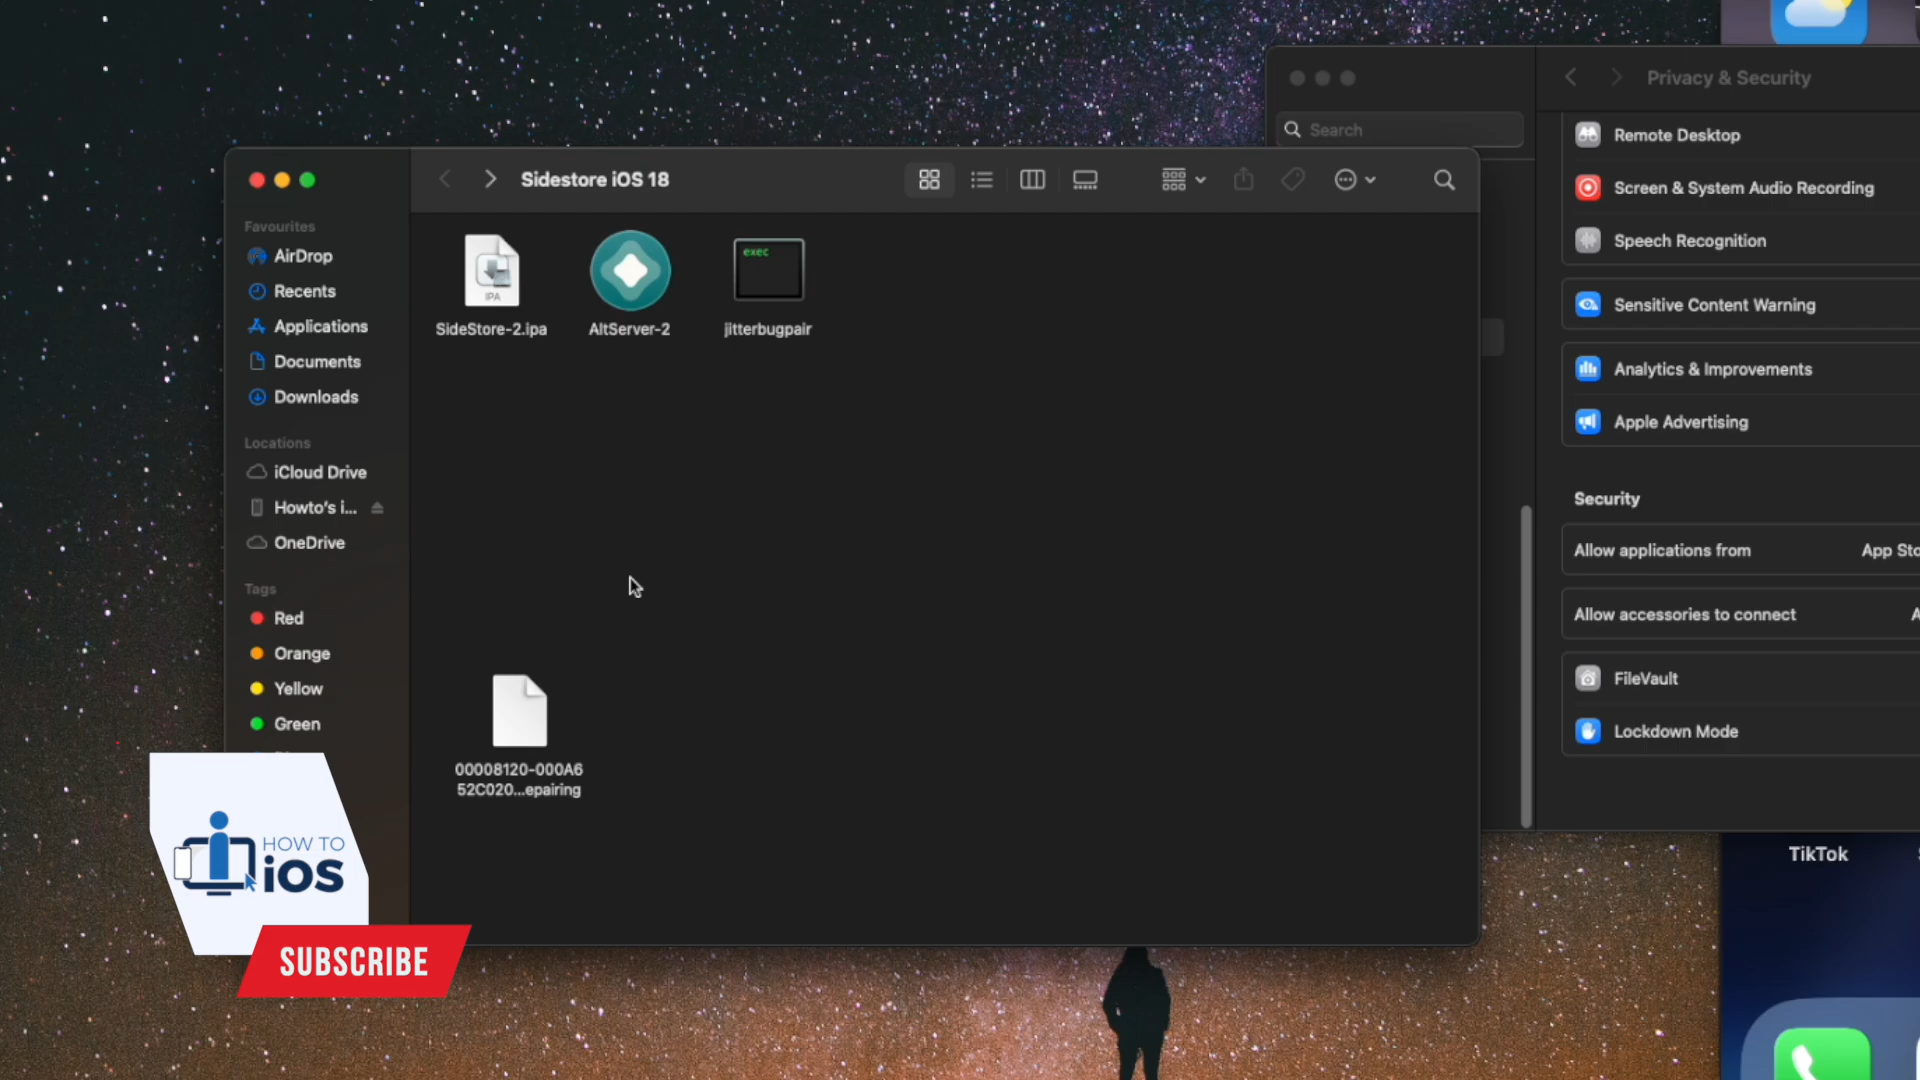 Privacy & Security
Search
Remote Desktop
Screen & System Audio Recording
Speech Recognition
Sensitive Content Warning
Analytics & Improvements
Apple Advertising
Security
Allow applications from
App Sto
Allow accessories to connect
A
FileVault
Lockdown Mode
Sidestore iOS 18
Favourites
AirDrop
Recents
Applications
Documents
Downloads
Locations
iCloud Drive
Howto's i...
OneDrive
Tags
Red
Orange
Yellow
Green
IPA
SideStore-2.ipa
AltServer-2
exec
jitterbugpair
00008120-000A6
52C020...epairing
HOW TO
iOS
SUBSCRIBE
TikTok